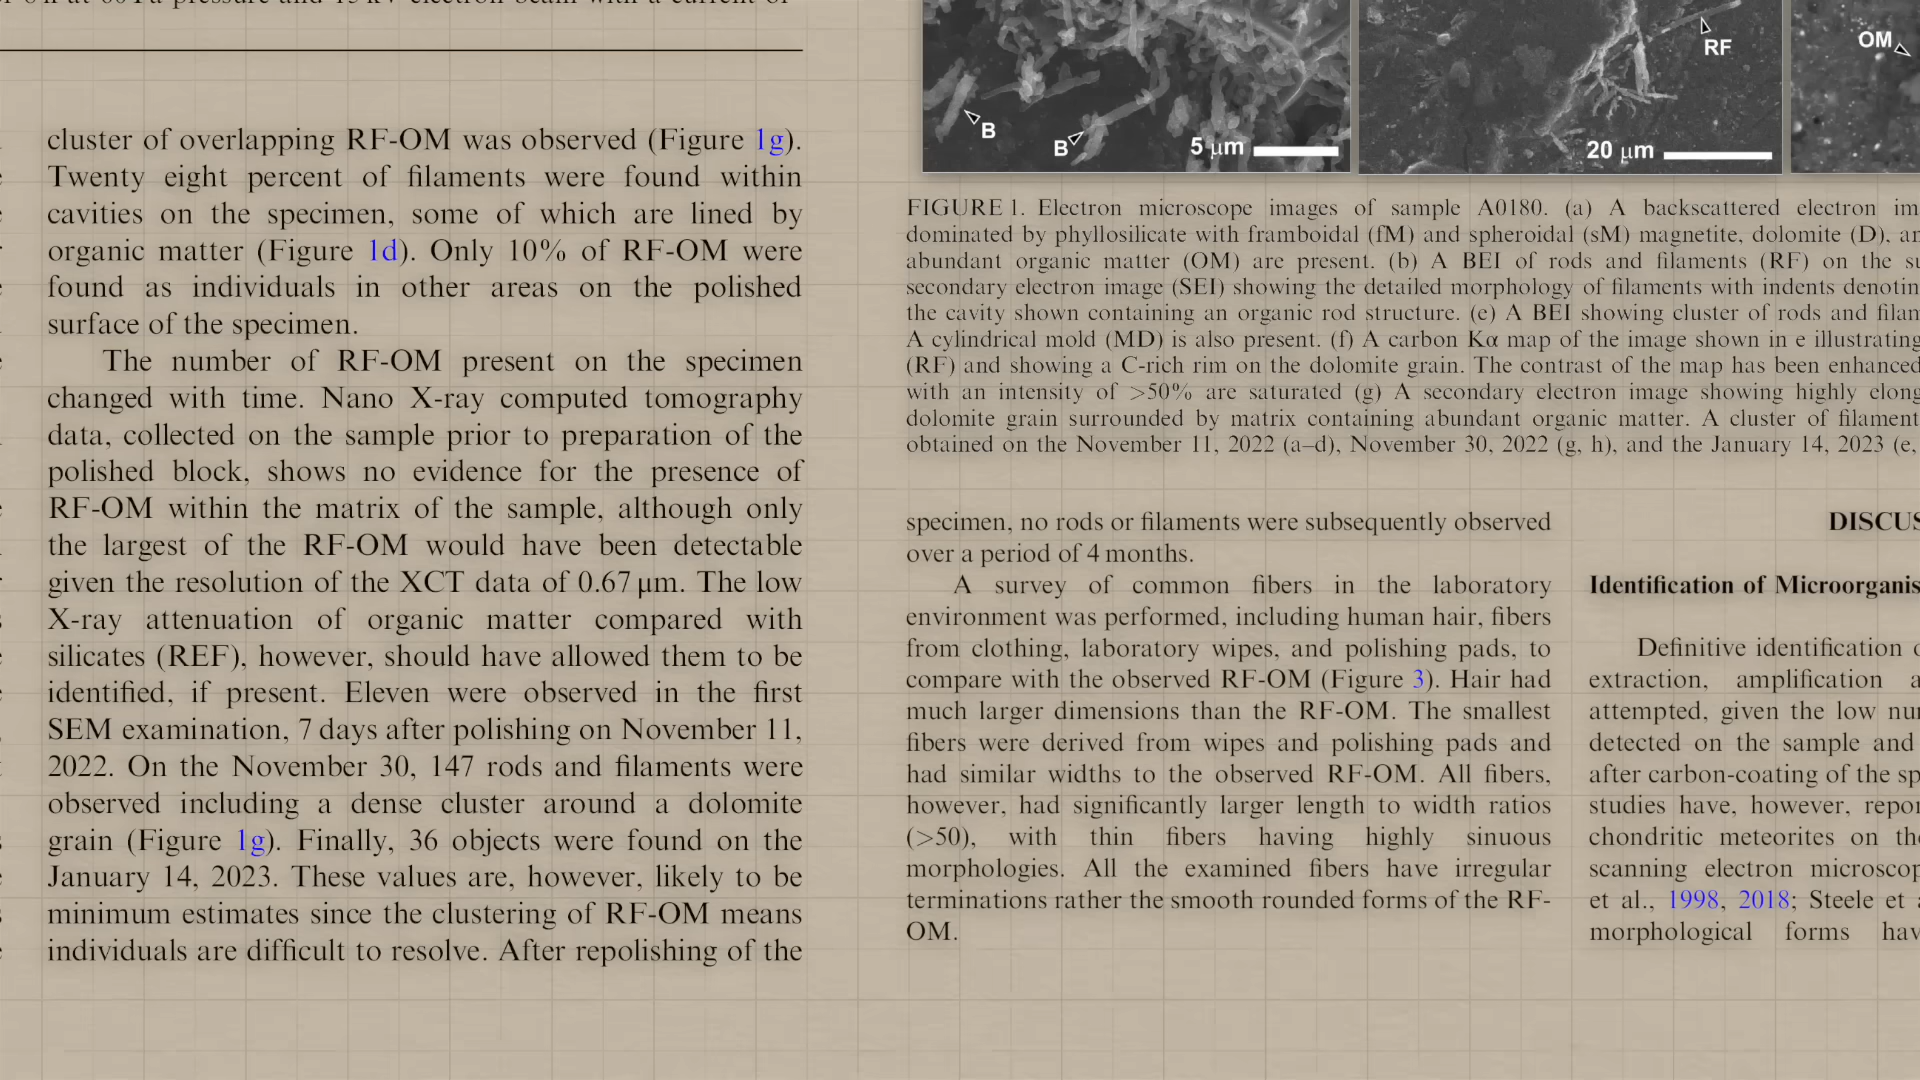 cluster of overlapping RF-OM was observed (Figure 1g).
Twenty eight percent of filaments were found within
cavities on the specimen, some of which are lined by
organic matter (Figure 1d). Only 10% of RF-OM were
found as individuals in other areas on the polished
surface of the specimen.
The number of RF-OM present on the specimen
changed with time. Nano X-ray computed tomography
data, collected on the sample prior to preparation of the
polished block, shows no evidence for the presence of
RF-OM within the matrix of the sample, although only
the largest of the RF-OM would have been detectable
given the resolution of the XCT data of 0.67 μm. The low
X-ray attenuation of organic matter compared with
silicates (REF), however, should have allowed them to be
identified, if present. Eleven were observed in the first
SEM examination, 7 days after polishing on November 11,
2022. On the November 30, 147 rods and filaments were
observed including a dense cluster around a dolomite
grain (Figure 1g). Finally, 36 objects were found on the
January 14, 2023. These values are, however, likely to be
minimum estimates since the clustering of RF-OM means
individuals are difficult to resolve. After repolishing of the
B
B
5 μm
RF
20 μm
OM
FIGURE 1. Electron microscope images of sample A0180. (a) A backscattered electron im
dominated by phyllosilicate with framboidal (fM) and spheroidal (sM) magnetite, dolomite (D), an
abundant organic matter (OM) are present. (b) A BEI of rods and filaments (RF) on the su
secondary electron image (SEI) showing the detailed morphology of filaments with indents denotin
the cavity shown containing an organic rod structure. (e) A BEI showing cluster of rods and filam
A cylindrical mold (MD) is also present. (f) A carbon Kα map of the image shown in e illustrating
(RF) and showing a C-rich rim on the dolomite grain. The contrast of the map has been enhanced
with an intensity of >50% are saturated (g) A secondary electron image showing highly elong
dolomite grain surrounded by matrix containing abundant organic matter. A cluster of filament
obtained on the November 11, 2022 (a–d), November 30, 2022 (g, h), and the January 14, 2023 (e,
specimen, no rods or filaments were subsequently observed
over a period of 4 months.
A survey of common fibers in the laboratory
environment was performed, including human hair, fibers
from clothing, laboratory wipes, and polishing pads, to
compare with the observed RF-OM (Figure 3). Hair had
much larger dimensions than the RF-OM. The smallest
fibers were derived from wipes and polishing pads and
had similar widths to the observed RF-OM. All fibers,
however, had significantly larger length to width ratios
(>50), with thin fibers having highly sinuous
morphologies. All the examined fibers have irregular
terminations rather the smooth rounded forms of the RF-
OM.
DISCUS
Identification of Microorganis
Definitive identification o
extraction, amplification a
attempted, given the low nu
detected on the sample and
after carbon-coating of the sp
studies have, however, repor
chondritic meteorites on the
scanning electron microscop
et al., 1998, 2018; Steele et a
morphological forms hav